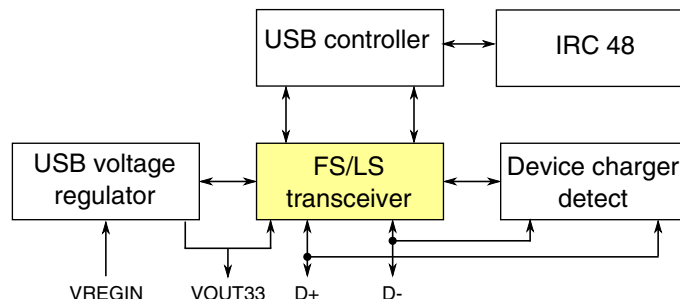 USB controller
IRC 48
USB voltage
regulator
FS/LS
transceiver
Device charger
detect
VREGIN
VOUT33
D+
D-